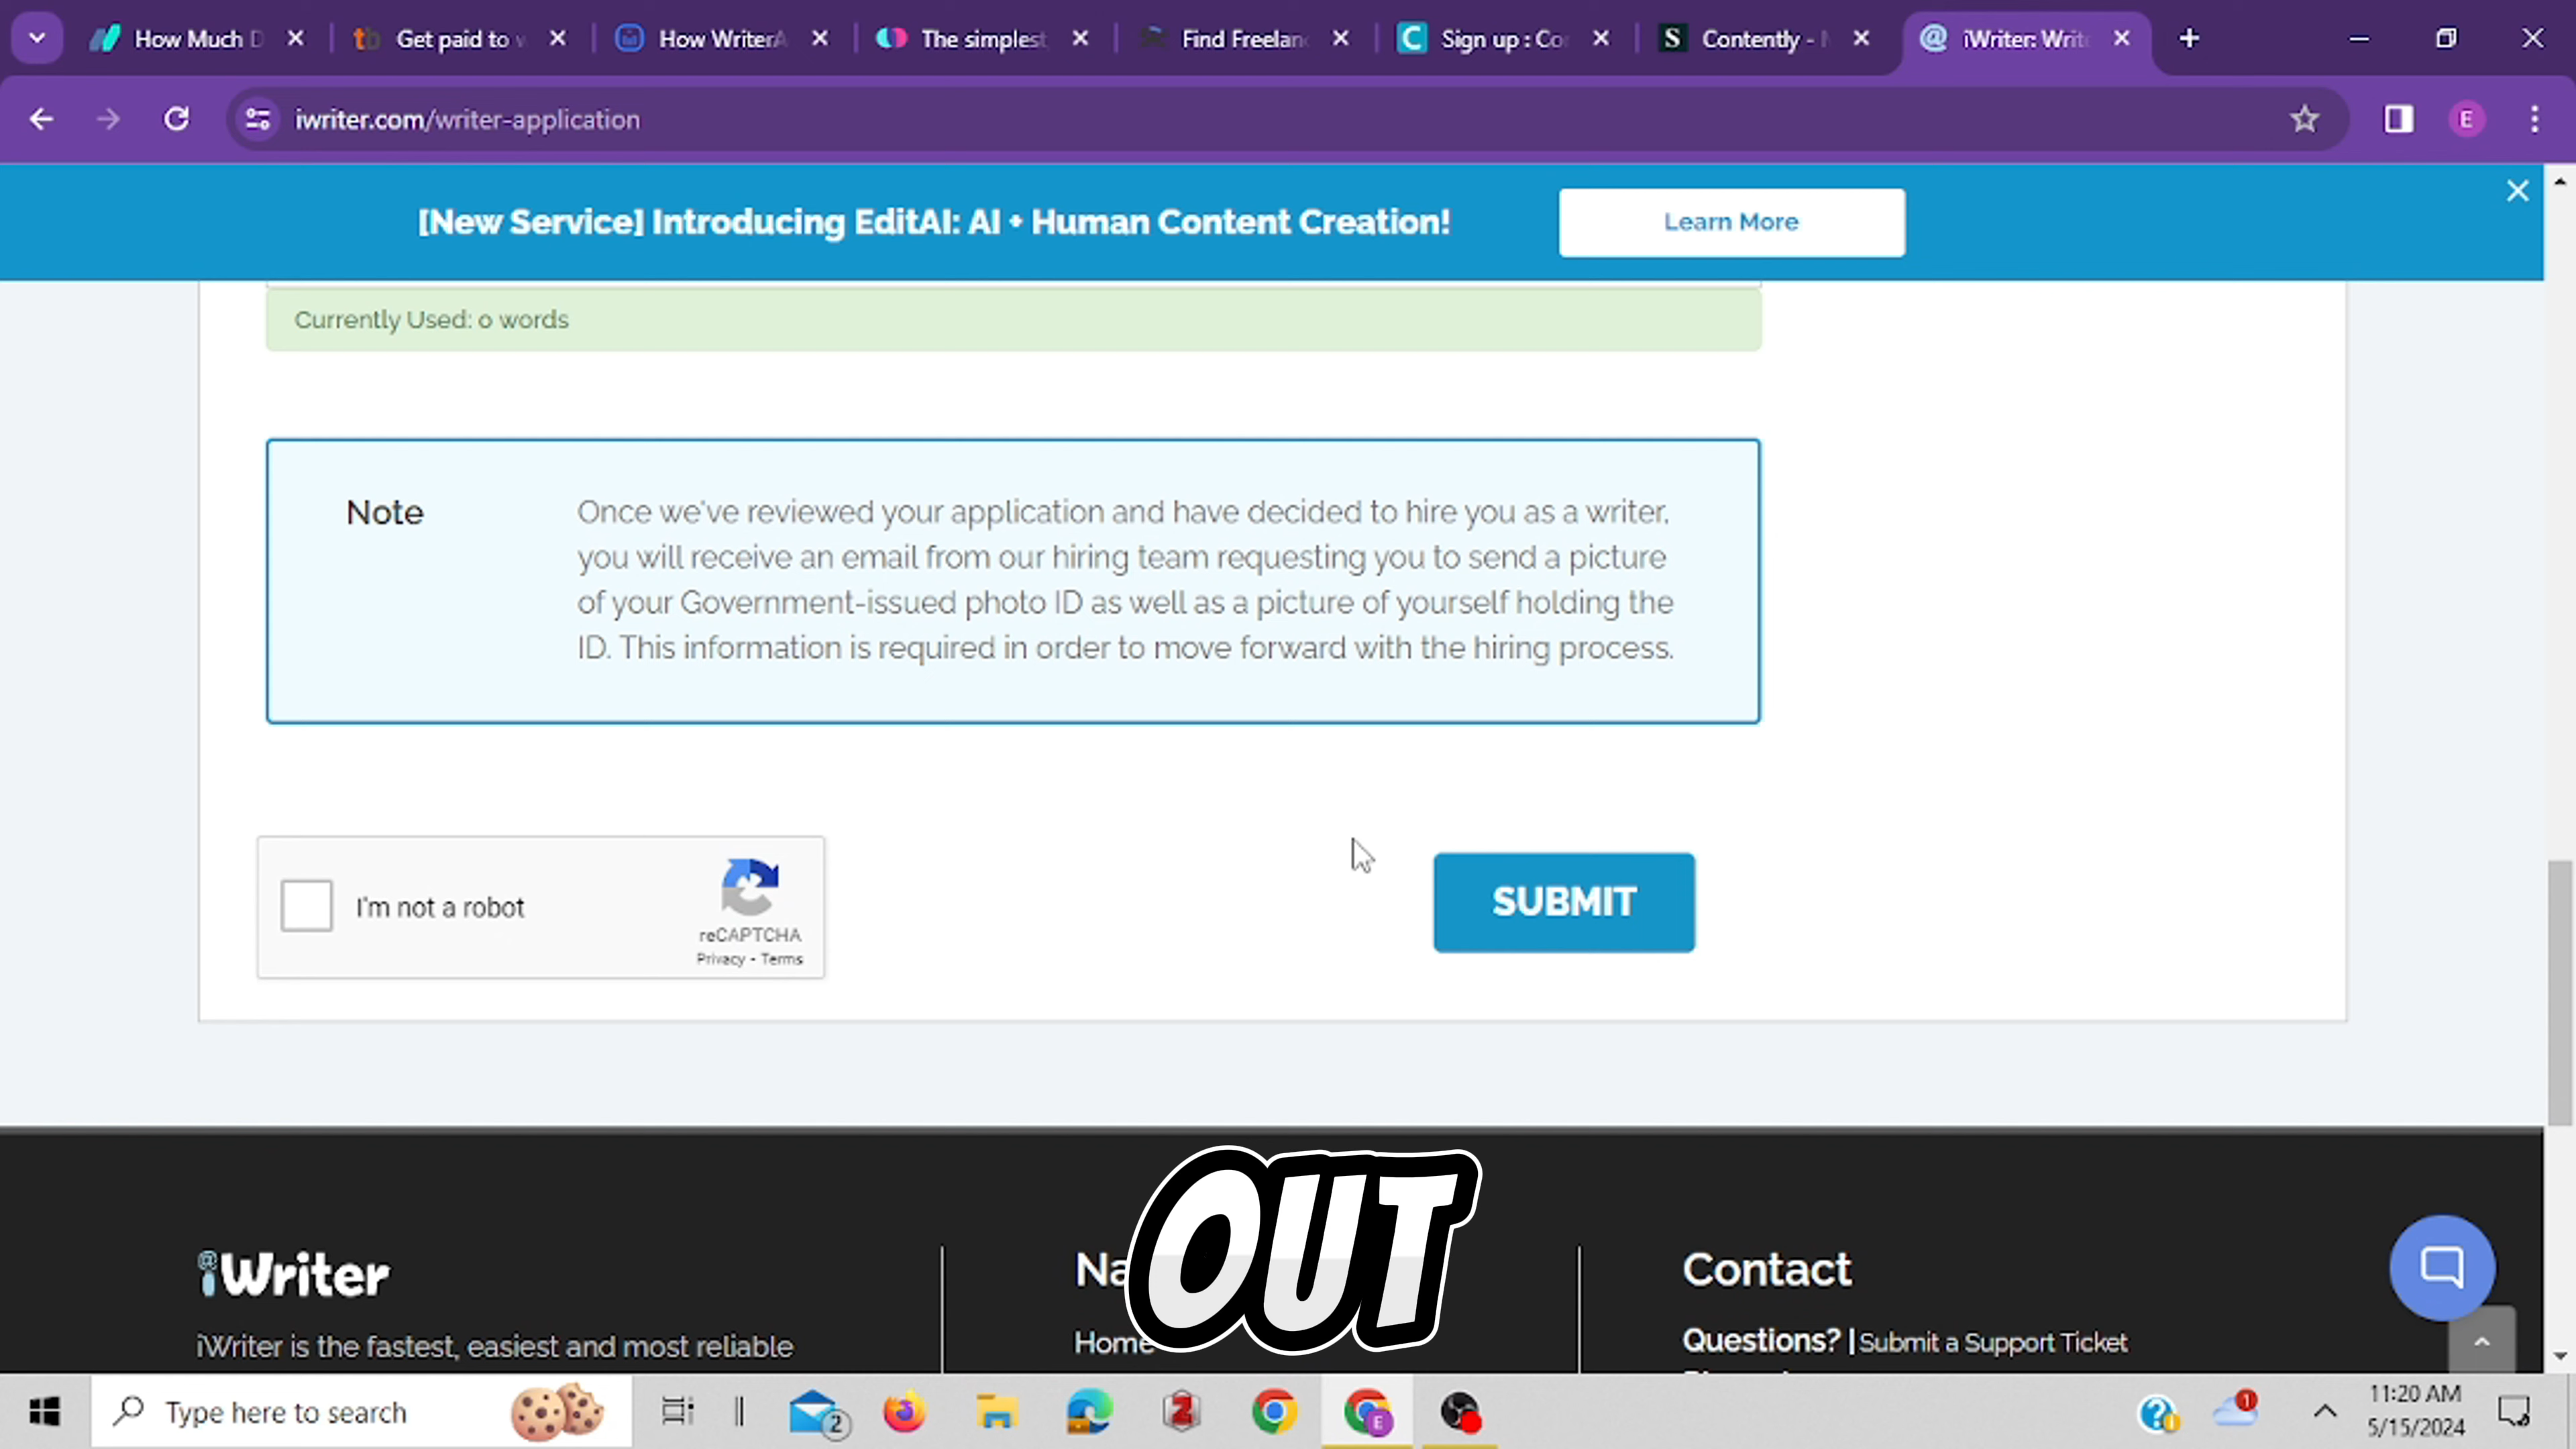 How Much D
Get paid to w
How WriterA
The simplest
Find Freelanc
Sign up : Co
Contently - N
iWriter: Write
iwriter.com/writer-application
E
[New Service] Introducing EditAI: AI + Human Content Creation!
Learn More
Currently Used: 0 words
Note
Once we've reviewed your application and have decided to hire you as a writer,
you will receive an email from our hiring team requesting you to send a picture
of your Government-issued photo ID as well as a picture of yourself holding the
ID. This information is required in order to move forward with the hiring process.
I'm not a robot
reCAPTCHA
Privacy - Terms
SUBMIT
OUT
iWriter
iWriter is the fastest, easiest and most reliable
Na
Home
Contact
Questions? | Submit a Support Ticket
Type here to search
2
E
1
11:20 AM
5/15/2024